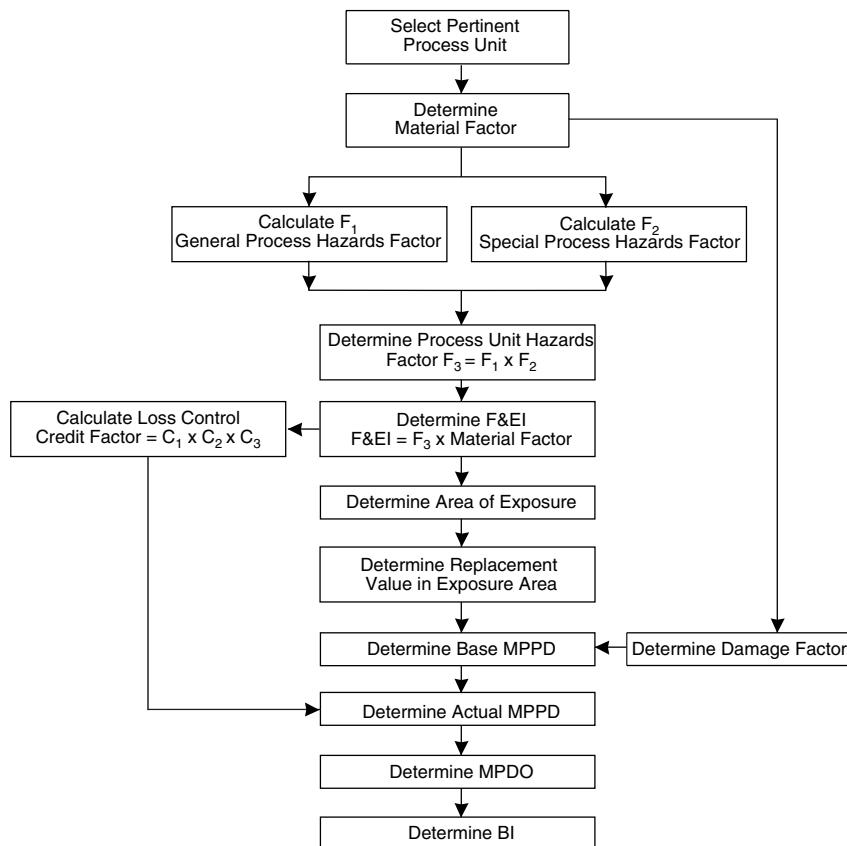 Select Pertinent
Process Unit
Determine
Material Factor
Calculate F₁
General Process Hazards Factor
Calculate F₂
Special Process Hazards Factor
Determine Process Unit Hazards
Factor F₃ = F₁ x F₂
Calculate Loss Control
Credit Factor = C₁ x C₂ x C₃
Determine F&EI
F&EI = F₃ x Material Factor
Determine Area of Exposure
Determine Replacement
Value in Exposure Area
Determine Base MPPD
Determine Damage Factor
Determine Actual MPPD
Determine MPDO
Determine BI